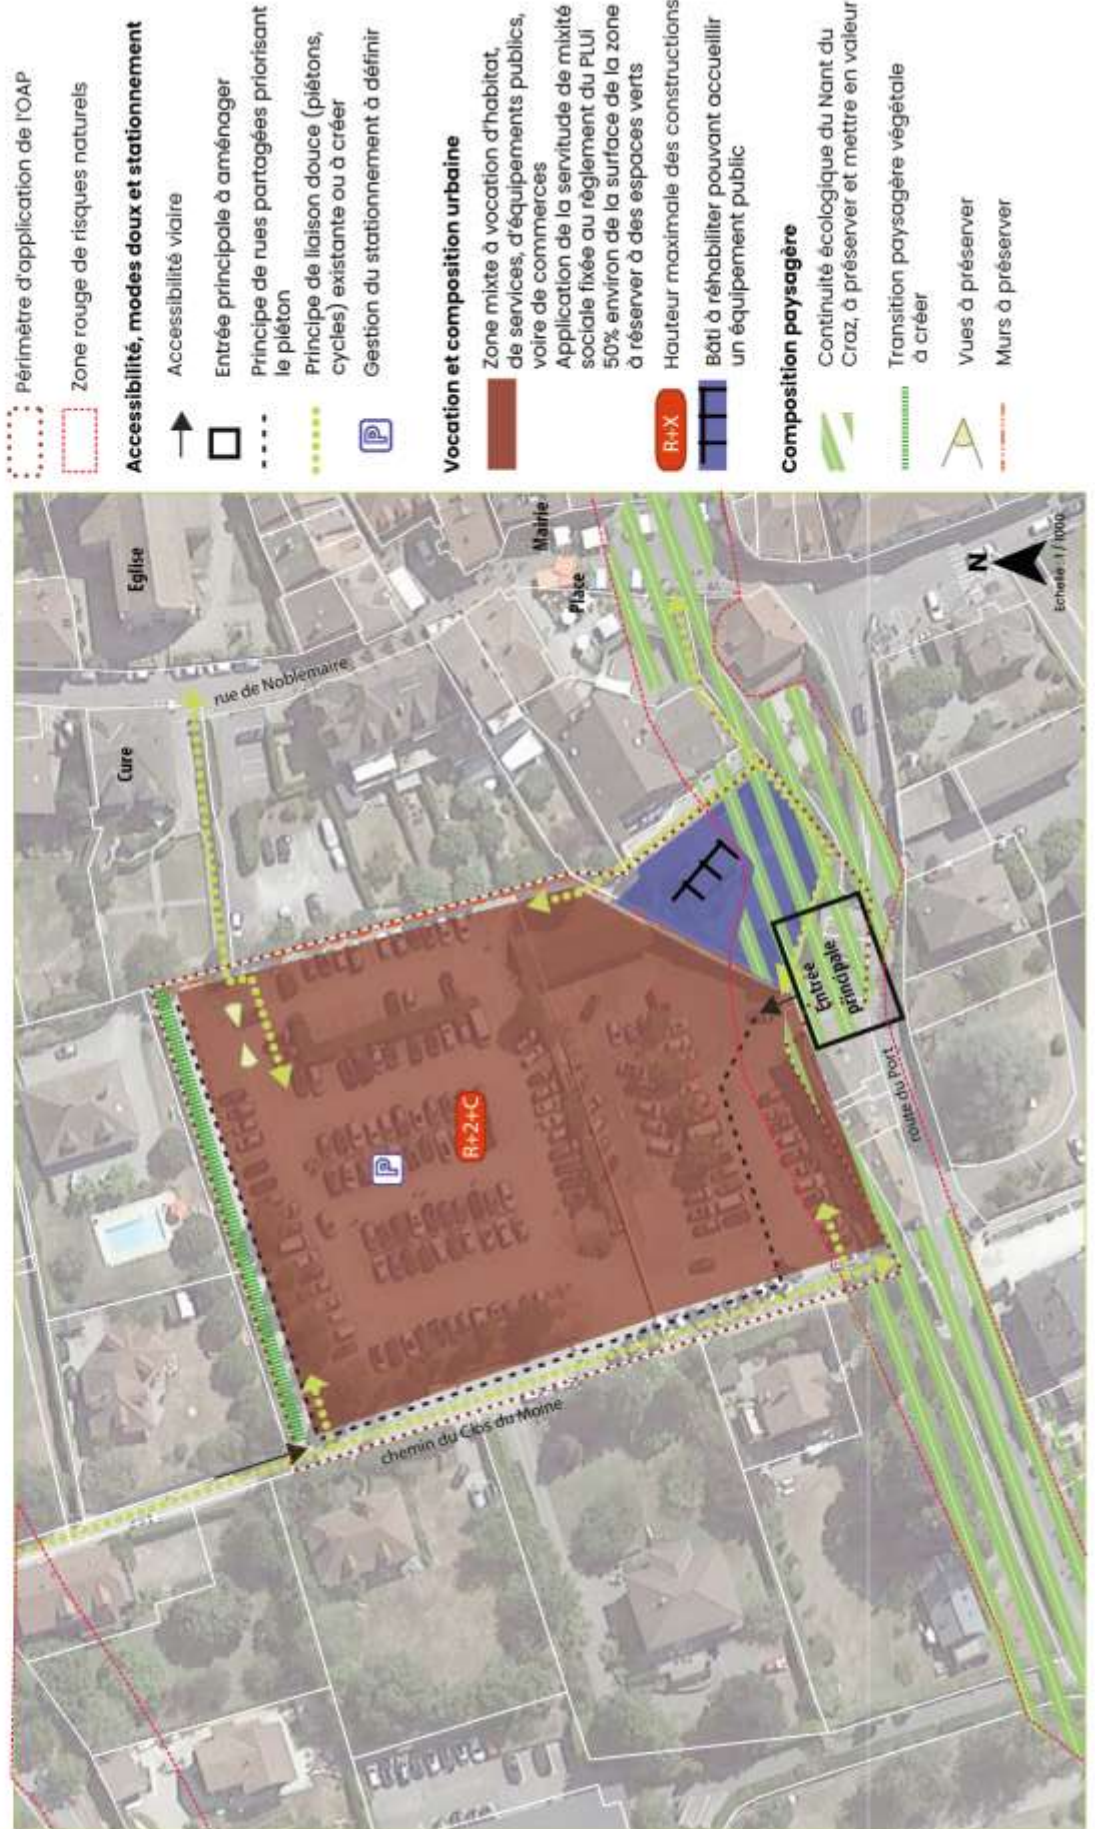 Périmètre d'application de l'OAP
Zone rouge de risques naturels
Accessibilité, modes doux et stationnement
Accessibilité viaire
Entrée principale à aménager
Principe de rues partagées priorisant
le piéton
Principe de liaison douce (piétons,
cycles) existante ou à créer
P
Gestion du stationnement à définir
Vocation et composition urbaine
Zone mixte à vocation d'habitat,
de services, d'équipements publics,
voire de commerces
Application de la servitude de mixité
sociale fixée au règlement du PLUi
50% environ de la surface de la zone
à réserver à des espaces verts
R+X
Hauteur maximale des constructions
Bâti à réhabiliter pouvant accueillir
un équipement public
Composition paysagère
Continuité écologique du Nant du
Craz, à préserver et mettre en valeur
Transition paysagère végétale
à créer
Vues à préserver
Murs à préserver
Eglise
Cure
rue de Noblemaire
Mairie
Place
P
R+2+C
chemin du Clos du Moine
Entrée
principale
route du Port
N
Echelle 1 / 1000